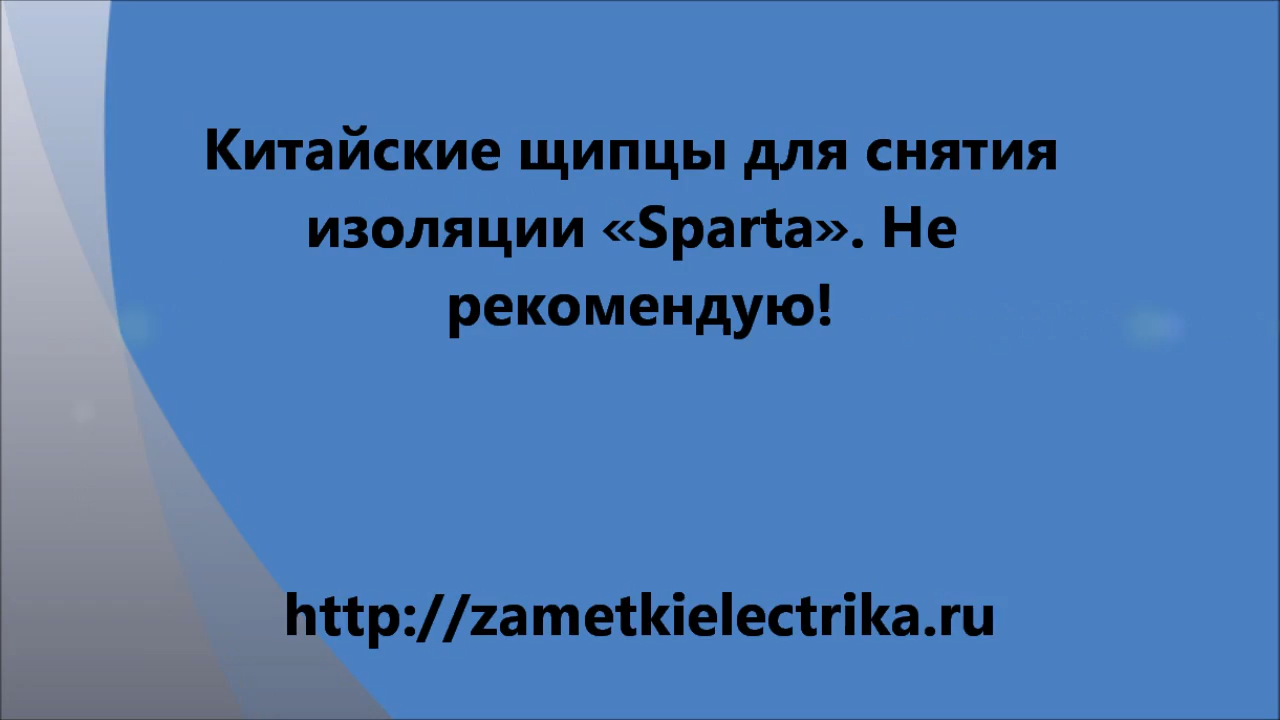 Китайские щипцы для снятия
изоляции «Sparta». Не
рекомендую!
http://zametkielectrika.ru